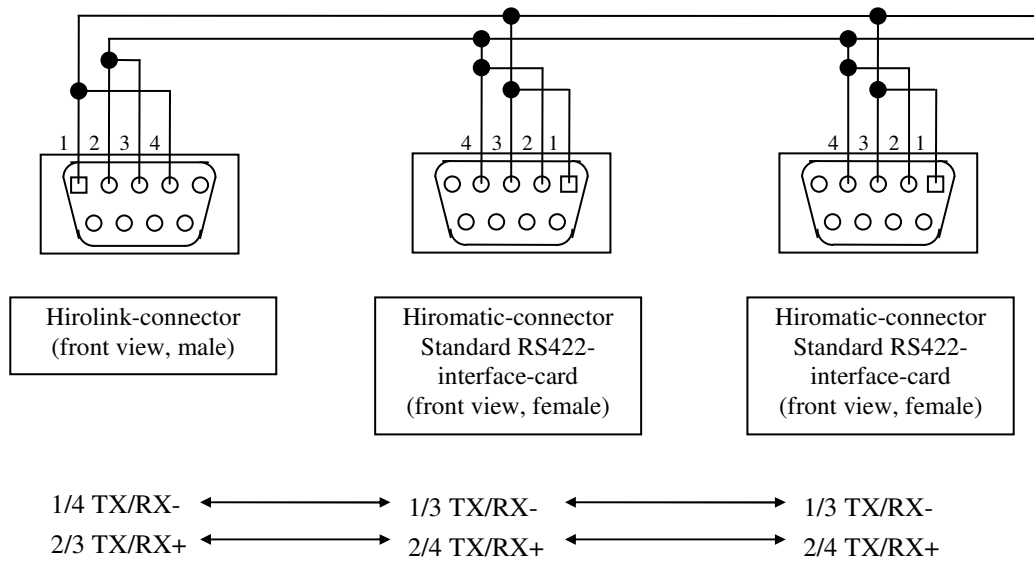 1 2 3 4
4 3 2 1
4 3 2 1
Hirolink-connector
(front view, male)
Hiromatic-connector
Standard RS422-
interface-card
(front view, female)
Hiromatic-connector
Standard RS422-
interface-card
(front view, female)
1/4 TX/RX- 1/3 TX/RX- 1/3 TX/RX-
2/3 TX/RX+ 2/4 TX/RX+ 2/4 TX/RX+